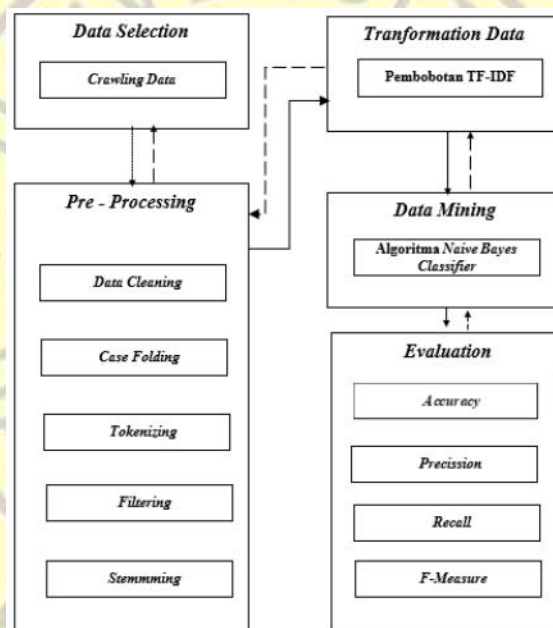 Data Selection
Crawling Data
Pre - Processing
Data Cleaning
Case Folding
Tokenizing
Filtering
Stemmming
Tranformation Data
Pembobotan TF-IDF
Data Mining
Algoritma Naive Bayes
Classifier
Evaluation
Accuracy
Precission
Recall
F-Measure